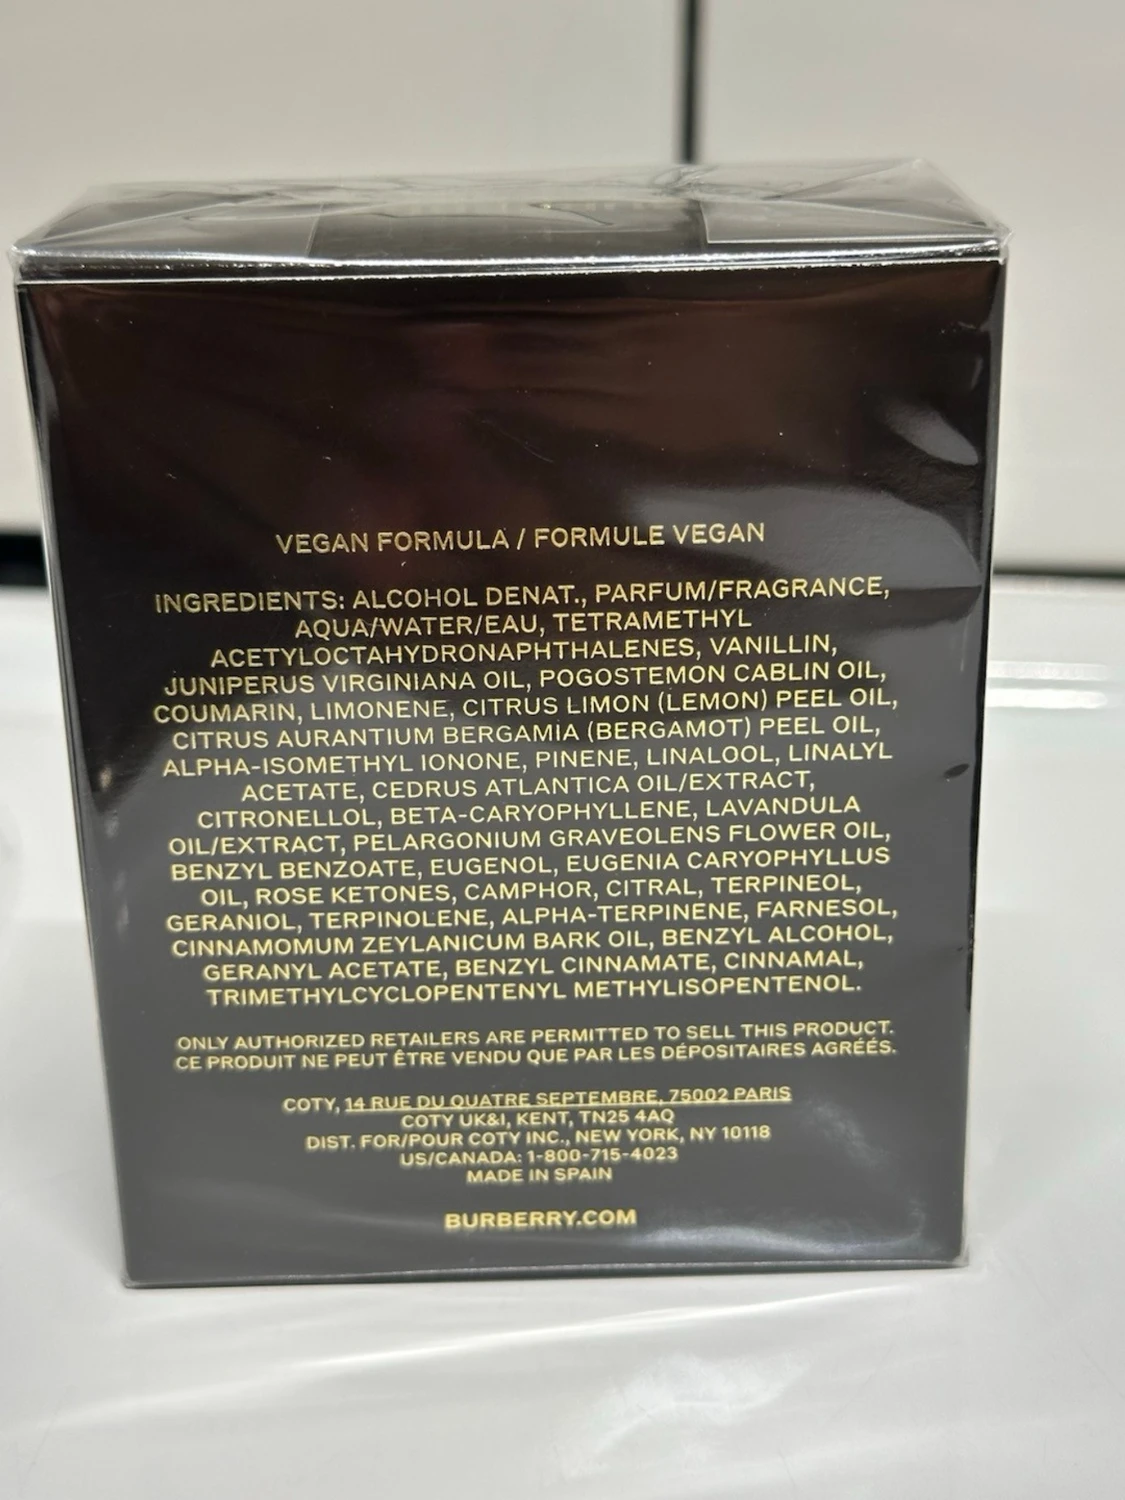 VEGAN FORMULA / FORMULE VEGAN
INGREDIENTS: ALCOHOL DENAT., PARFUM/FRAGRANCE,
AQUA/WATER/EAU, TETRAMETHYL
ACETYLOCTAHYDRONAPHTHALENES, VANILLIN,
JUNIPERUS VIRGINIANA OIL, POGOSTEMON CABLIN OIL,
COUMARIN, LIMONENE, CITRUS LIMON (LEMON) PEEL OIL,
CITRUS AURANTIUM BERGAMIA (BERGAMOT) PEEL OIL,
ALPHA-ISOMETHYL IONONE, PINENE, LINALOOL, LINALYL
ACETATE, CEDRUS ATLANTICA OIL/EXTRACT,
CITRONELLOL, BETA-CARYOPHYLLENE, LAVANDULA
OIL/EXTRACT, PELARGONIUM GRAVEOLENS FLOWER OIL,
BENZYL BENZOATE, EUGENOL, EUGENIA CARYOPHYLLUS
OIL, ROSE KETONES, CAMPHOR, CITRAL, TERPINEOL,
GERANIOL, TERPINOLENE, ALPHA-TERPINENE, FARNESOL,
CINNAMOMUM ZEYLANICUM BARK OIL, BENZYL ALCOHOL,
GERANYL ACETATE, BENZYL CINNAMATE, CINNAMAL,
TRIMETHYLCYCLOPENTENYL METHYLISOPENTENOL.
ONLY AUTHORIZED RETAILERS ARE PERMITTED TO SELL THIS PRODUCT.
CE PRODUIT NE PEUT ÊTRE VENDU QUE PAR LES DÉPOSITAIRES AGRÉÉS.
COTY, 14 RUE DU QUATRE SEPTEMBRE, 75002 PARIS
COTY UK&I, KENT, TN25 4AQ
DIST. FOR/POUR COTY INC., NEW YORK, NY 10118
US/CANADA: 1-800-715-4023
MADE IN SPAIN
BURBERRY.COM